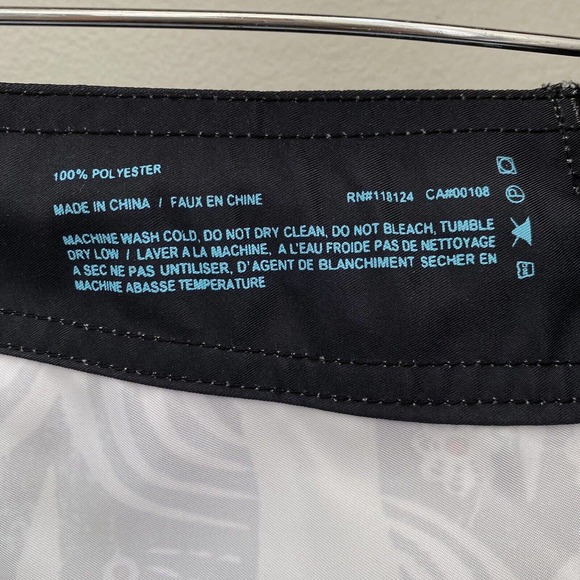 100% POLYESTER
MADE IN CHINA / FAUX EN CHINE
RN#118124 CA#00108
MACHINE WASH COLD, DO NOT DRY CLEAN, DO NOT BLEACH, TUMBLE
DRY LOW / LAVER A LA MACHINE, A L'EAU FROIDE PAS DE NETTOYAGE
A SEC NE PAS UNTILISER, D'AGENT DE BLANCHIMENT SECHER EN
MACHINE ABASSE TEMPERATURE